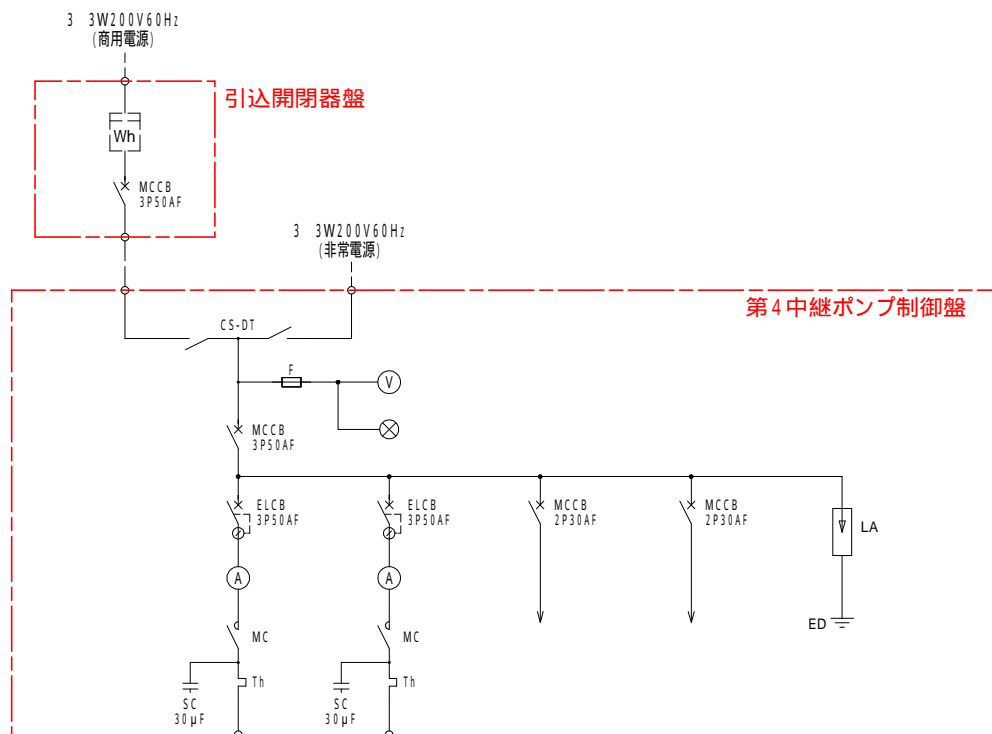 3 3W200V60Hz
(商用電源)
引込開閉器盤
Wh
MCCB
3P50AF
3 3W200V60Hz
(非常電源)
第4中継ポンプ制御盤
CS-DT
F
V
MCCB
3P50AF
ELCB
3P50AF
ELCB
3P50AF
MCCB
2P30AF
MCCB
2P30AF
LA
A
A
ED
MC
MC
Th
Th
SC
30μF
SC
30μF